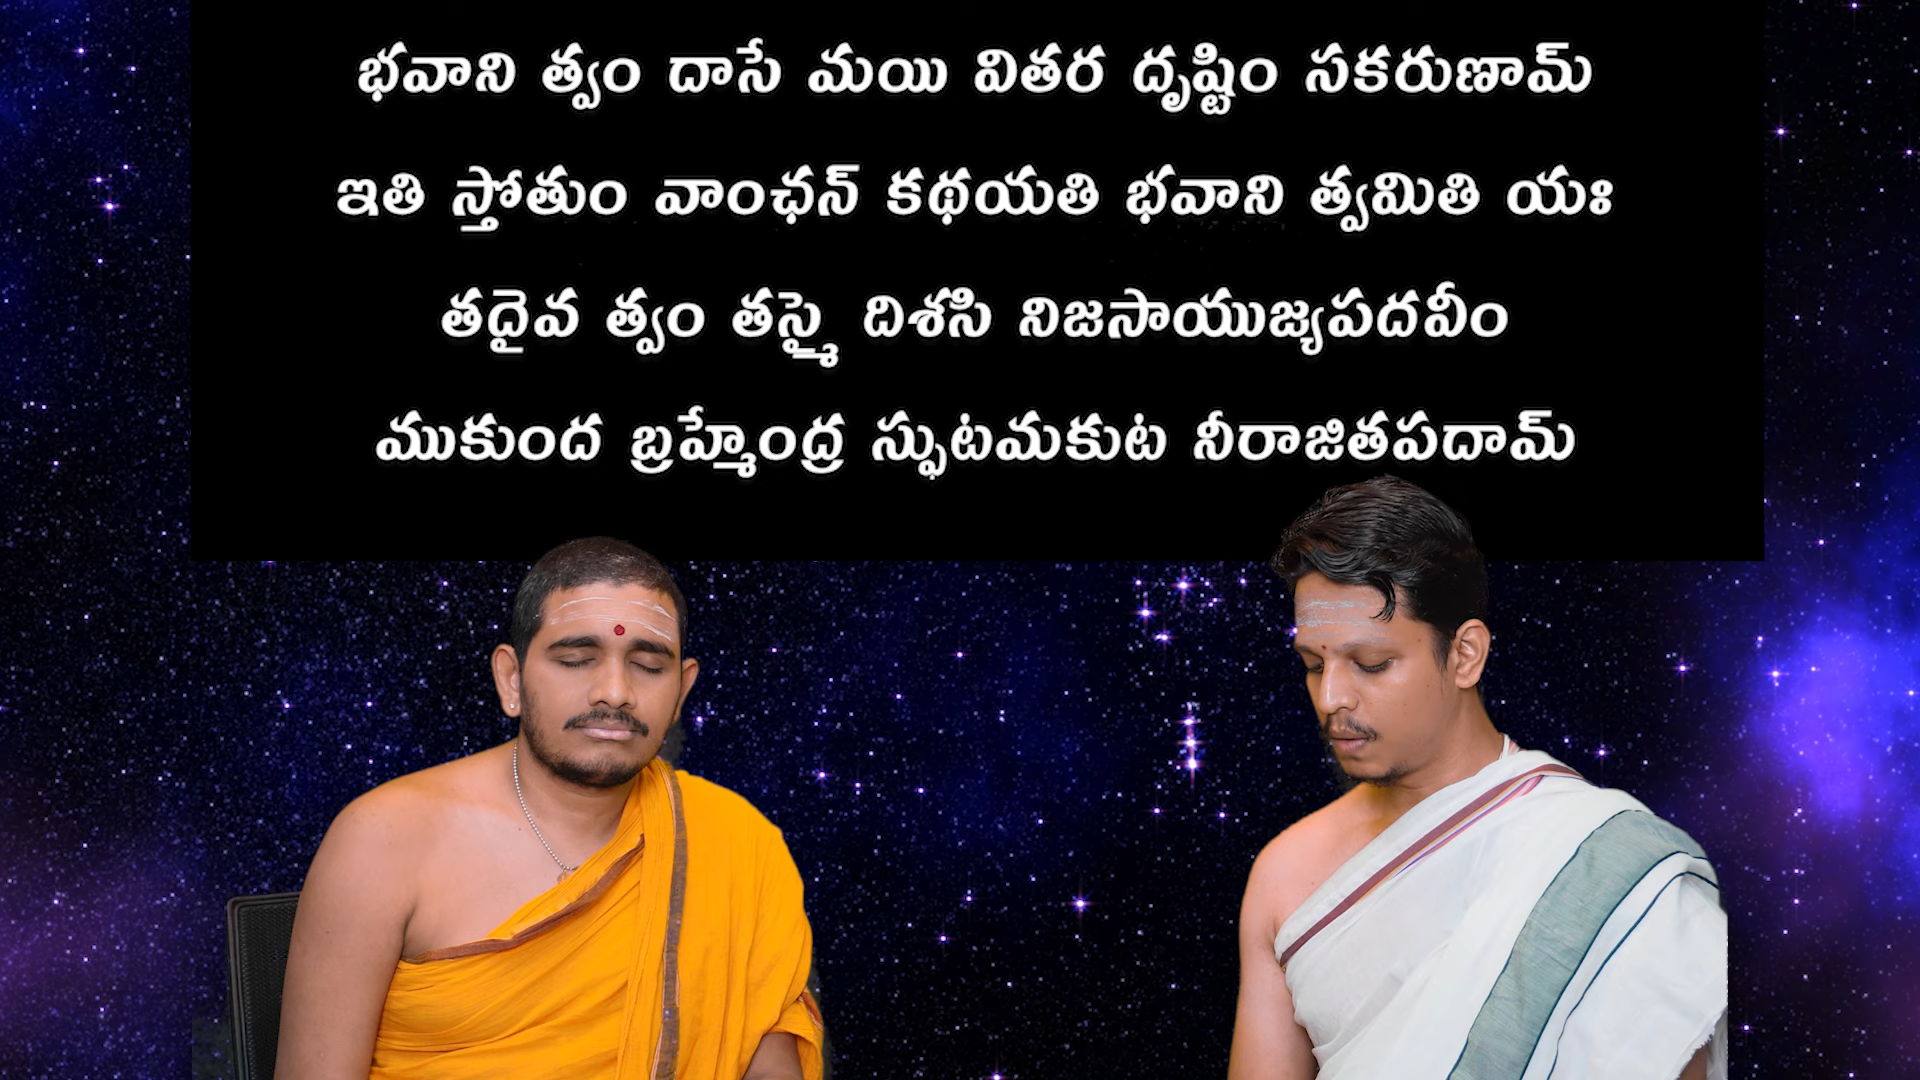 భవాని త్వం దాసే మయి వితర దృష్టిం సకరుణామ్
ఇతి స్తోతుం వాంఛన్ కథయతి భవాని త్వమితి యః
తదైవ త్వం తస్మై దిశసి నిజసాయుజ్యపదవీం
ముకుంద బ్రహ్మేంద్ర స్ఫుటమకుట నీరాజితపదామ్